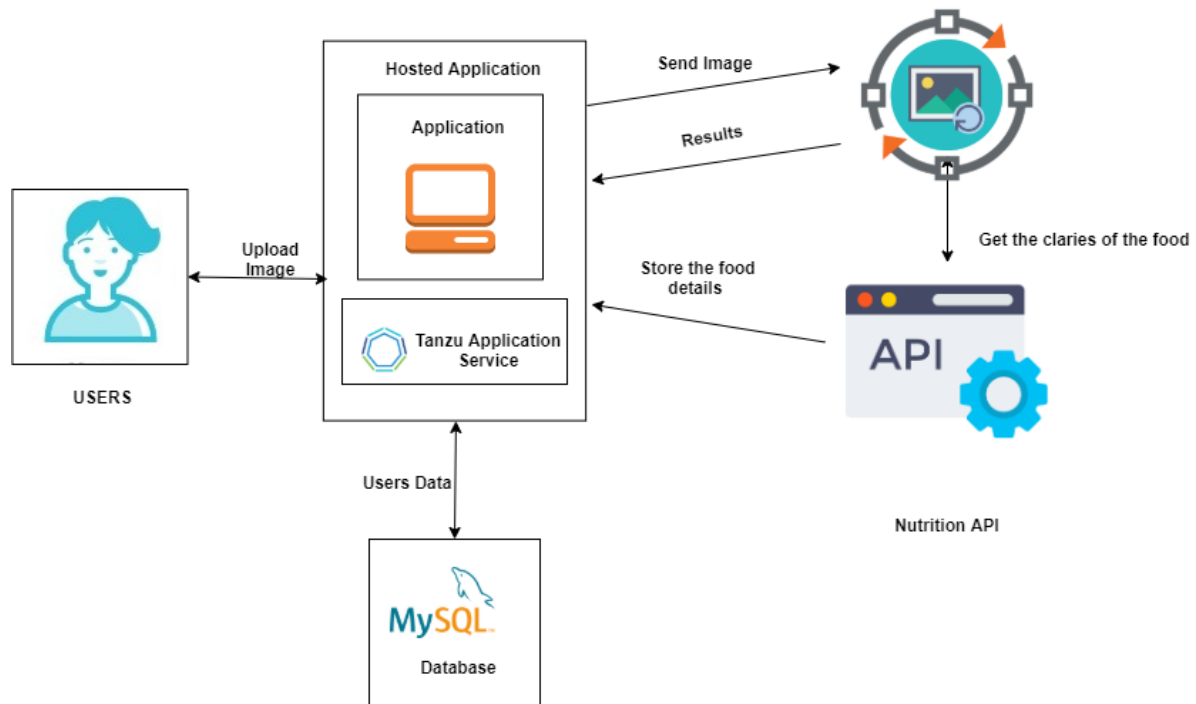 Hosted Application
Application
Tanzu Application
Service
Send Image
Results
Upload
Image
USERS
Get the claries of the food
Store the food
details
API
Nutrition API
Users Data
MySQL
Database